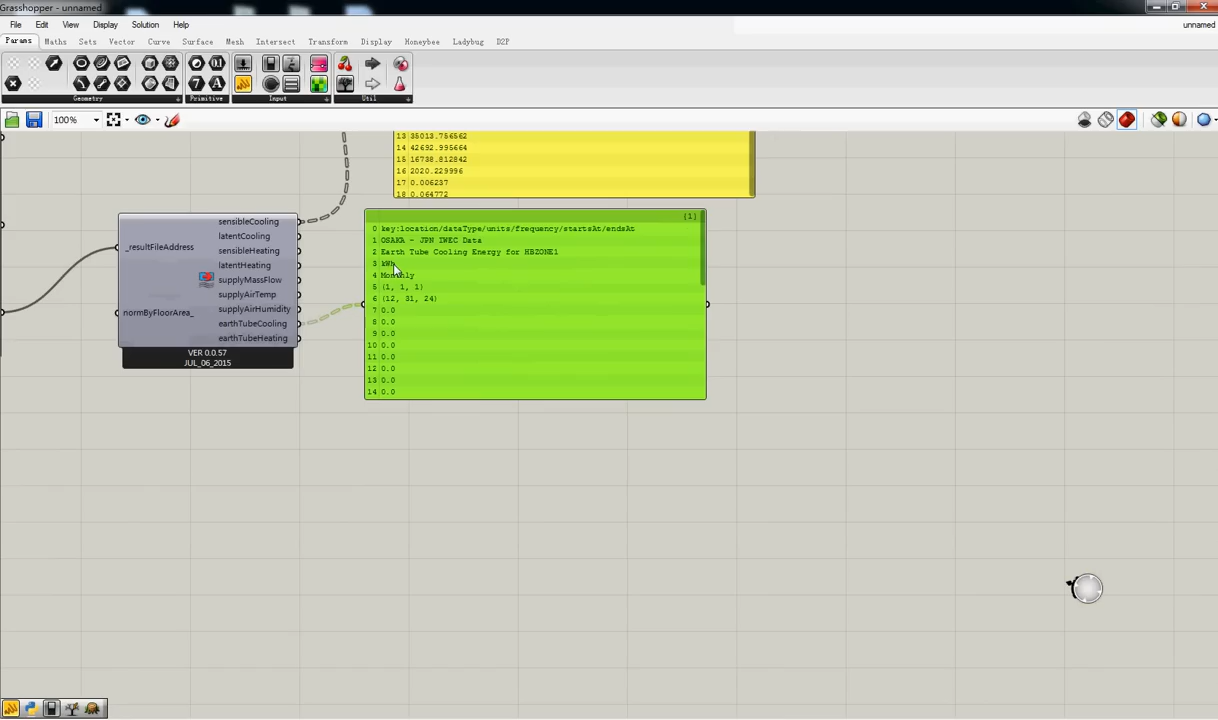 Grasshopper - unnamed
File Edit View Display Solution Help
unnamed
Params Maths Sets Vector Curve Surface Mesh Intersect Transform Display Honeybee Ladybug D2P
Geometry Primitive Input Util
100%
13 35013.756562
14 42692.995664
15 16738.812842
16 2020.229996
17 0.006237
18 0.064772
_resultFileAddress
normByFloorArea_
sensibleCooling
latentCooling
sensibleHeating
latentHeating
supplyMassFlow
supplyAirTemp
supplyAirHumidity
earthTubeCooling
earthTubeHeating
VER 0.0.57
JUL_06_2015
{1}
0 key:location/dataType/units/frequency/startsAt/endsAt
1 OSAKA - JPN IWEC Data
2 Earth Tube Cooling Energy for HBZONE1
3 kWh
4 Monthly
5 (1, 1, 1)
6 (12, 31, 24)
7 0.0
8 0.0
9 0.0
10 0.0
11 0.0
12 0.0
13 0.0
14 0.0